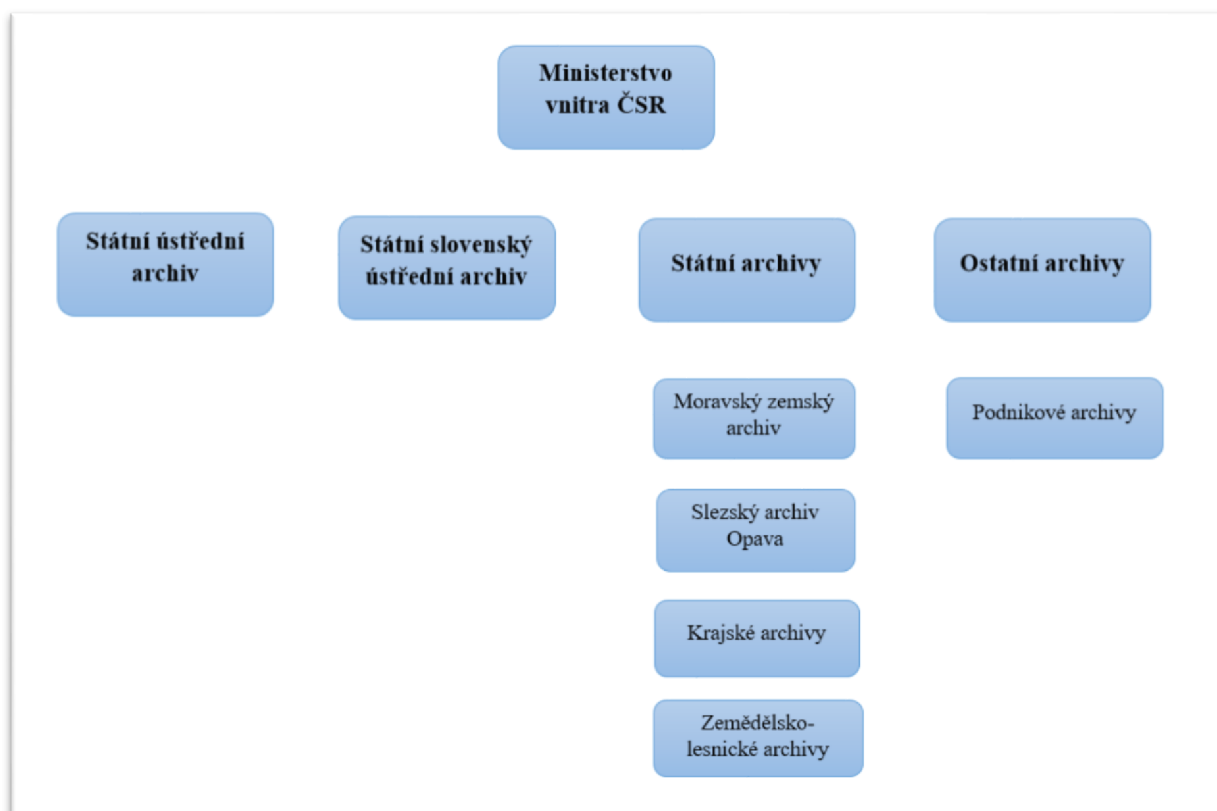 Ministerstvo
vnitra ČSR
Státní ústřední
archiv
Státní slovenský
ústřední archiv
Státní archivy
Ostatní archivy
Moravský zemský
archiv
Podnikové archivy
Slezský archiv
Opava
Krajské archivy
Zemědělsko-
lesnické archivy